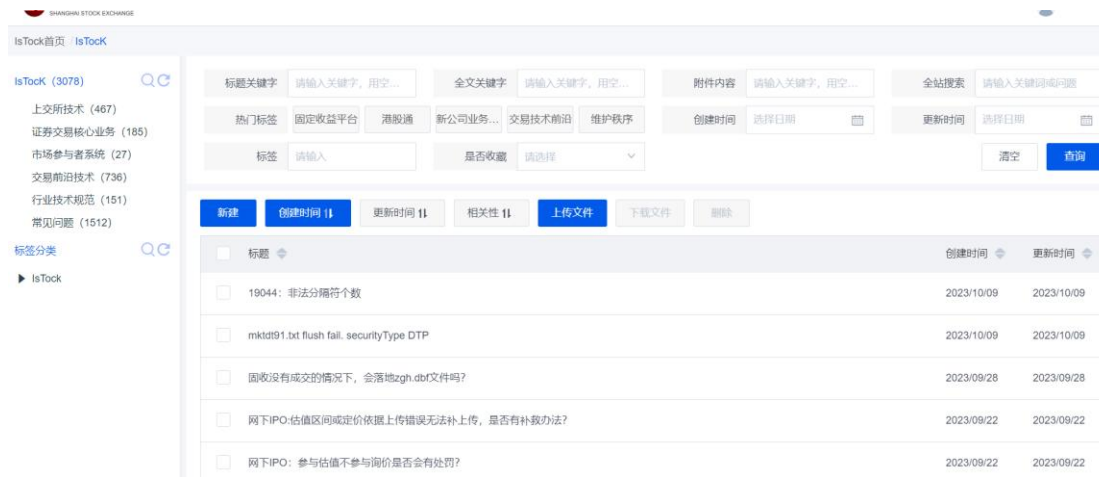 SHANGHAI STOCK EXCHANGE
IsTock首页 / IsTocK
IsTocK (3078)
上交所技术 (467)
证券交易核心业务 (185)
市场参与者系统 (27)
交易前沿技术 (736)
行业技术规范 (151)
常见问题 (1512)
标签分类
IsTock
标题关键字 请输入关键字，用空... 全文关键字 请输入关键字，用空... 附件内容 请输入关键字，用空... 全站搜索 请输入关键词或问题
热门标签 固定收益平台 港股通 新公司业务... 交易技术前沿 维护秩序 创建时间 选择日期 更新时间 选择日期
标签 请输入 是否收藏 请选择 清空 查询
新建 创建时间 更新时间 相关性 上传文件 下载文件 删除
标题 创建时间 更新时间
19044：非法分隔符个数 2023/10/09 2023/10/09
mktdt91.txt flush fail. securityType DTP 2023/10/09 2023/10/09
固收没有成交的情况下，会落地zgh.dbf文件吗？ 2023/09/28 2023/09/28
网下IPO:估值区间或定价依据上传错误无法补上传，是否有补救办法？ 2023/09/22 2023/09/22
网下IPO：参与估值不参与询价是否会有处罚？ 2023/09/22 2023/09/22